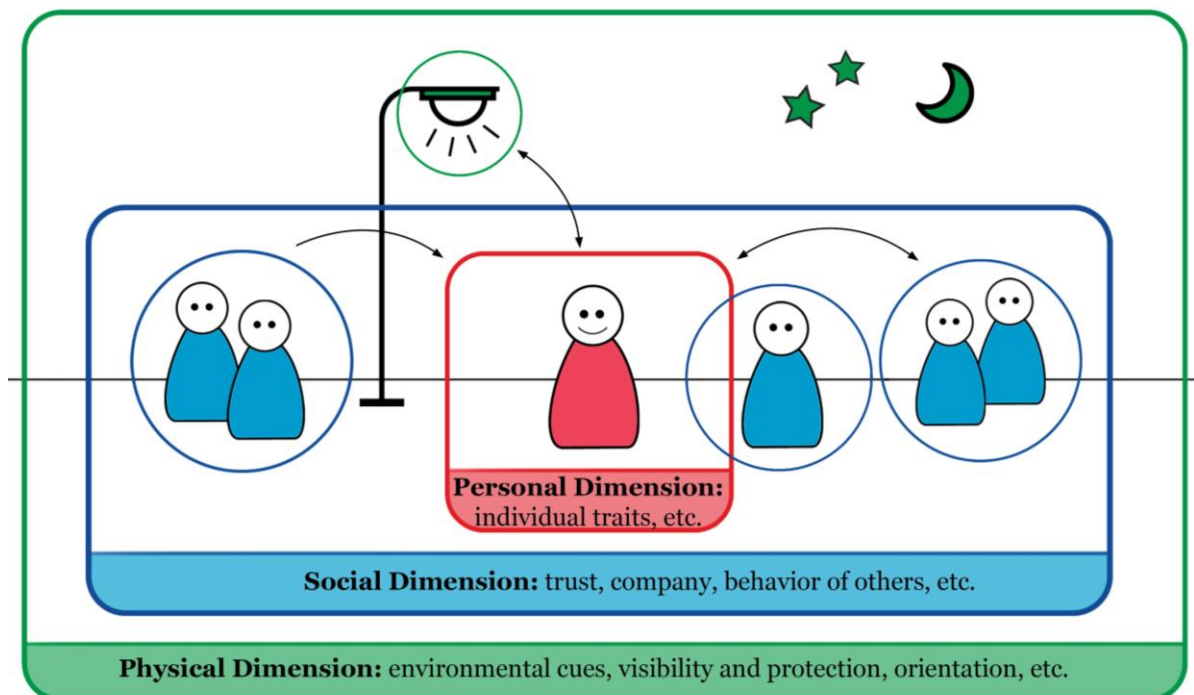 Personal Dimension:
individual traits, etc.
Social Dimension: trust, company, behavior of others, etc.
Physical Dimension: environmental cues, visibility and protection, orientation, etc.